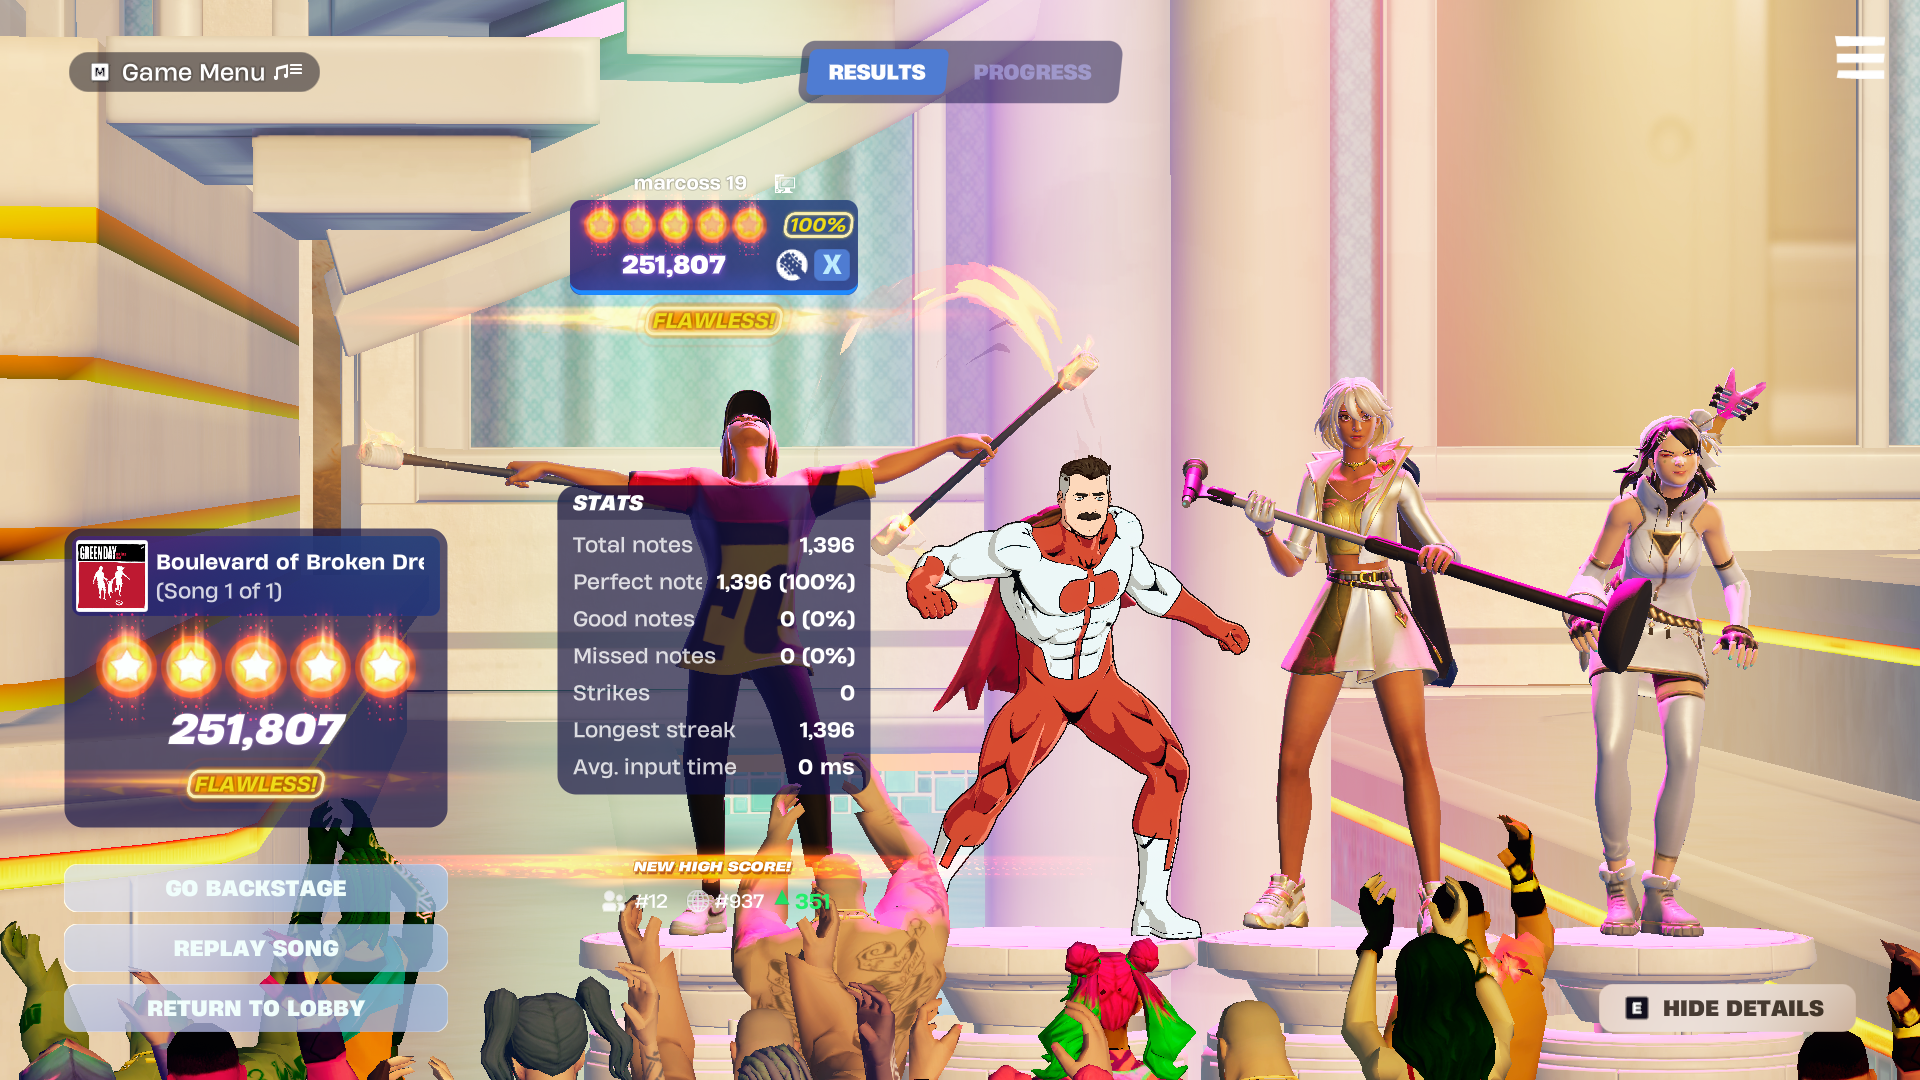 M Game Menu
RESULTS
PROGRESS
marcoss 19
100%
251,807
X
FLAWLESS!
STATS
Total notes 1,396
Perfect note 1,396 (100%)
Good notes 0 (0%)
Missed notes 0 (0%)
Strikes 0
Longest streak 1,396
Avg. input time 0 ms
GREEN DAY
Boulevard of Broken Dre
(Song 1 of 1)
251,807
FLAWLESS!
NEW HIGH SCORE!
#12 #937 351
GO BACKSTAGE
REPLAY SONG
RETURN TO LOBBY
E HIDE DETAILS